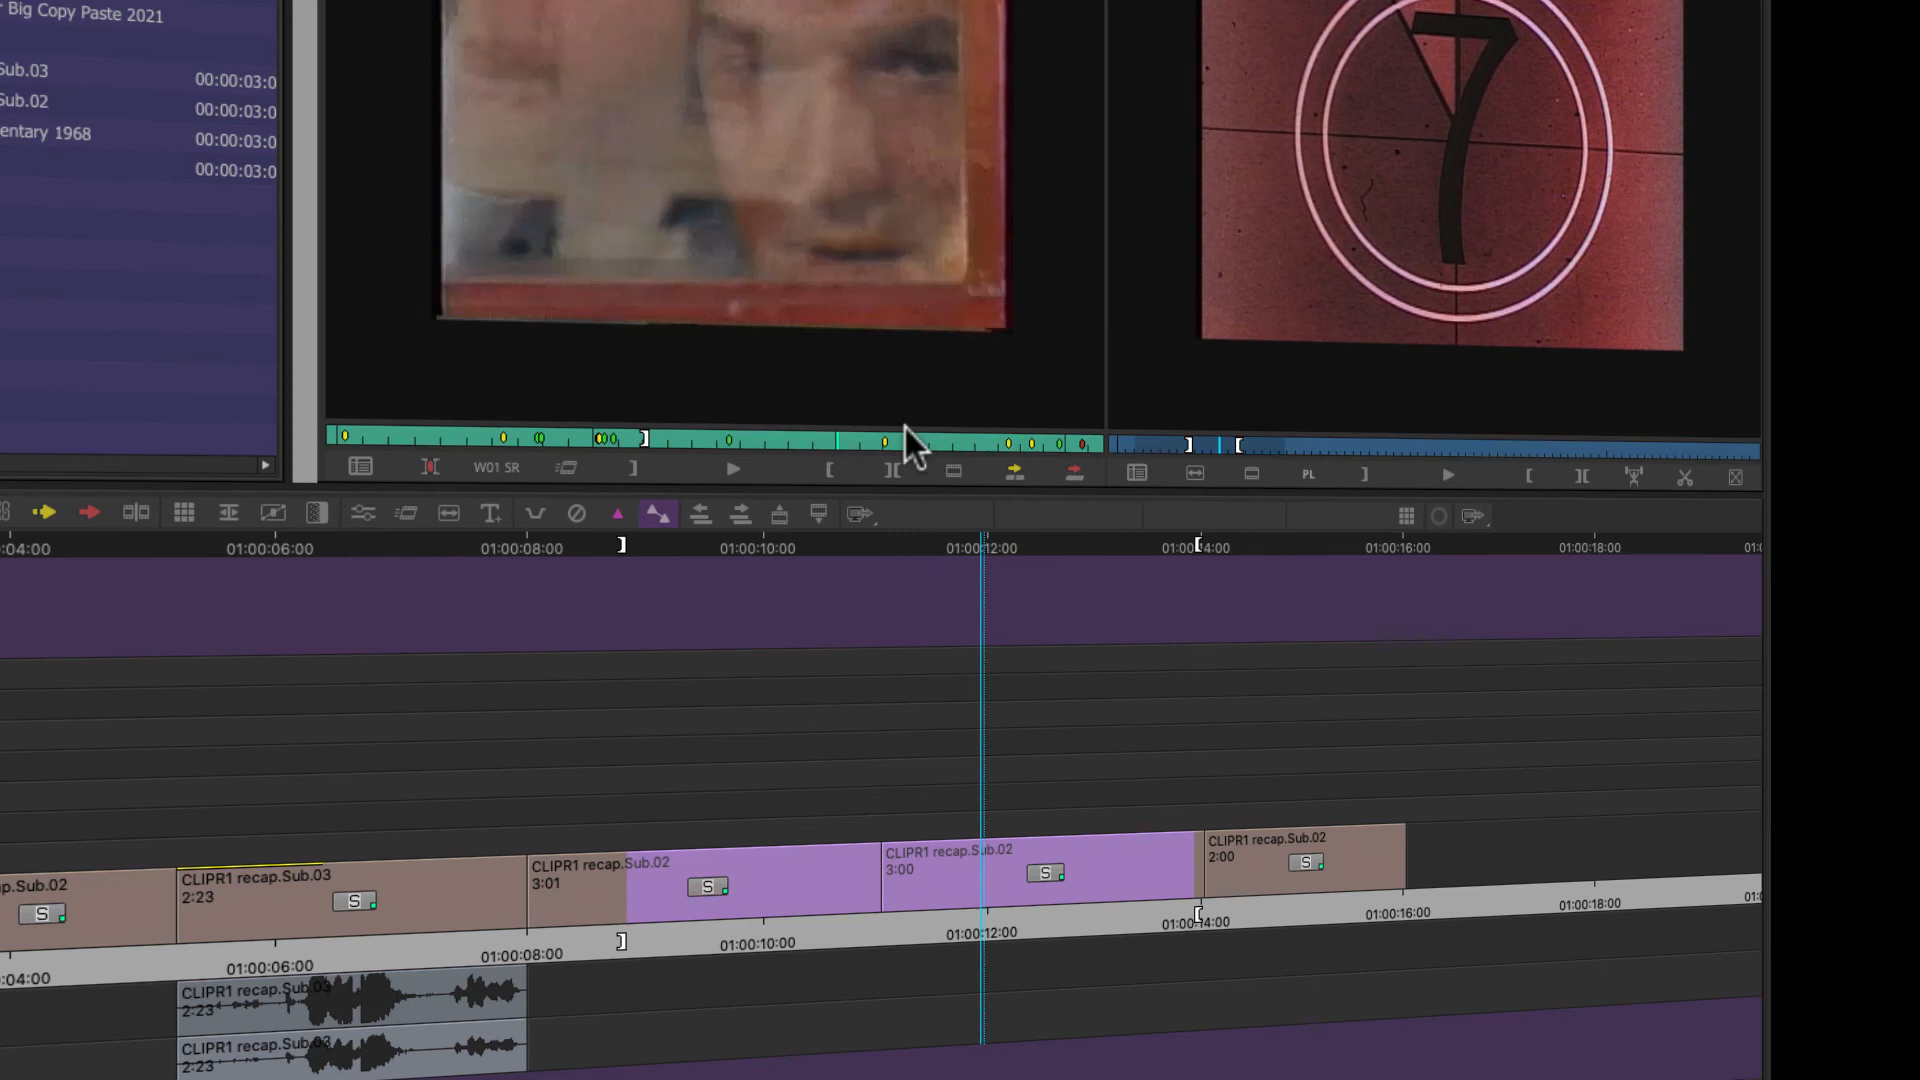 Big Copy Paste 2021
Sub.03 00:00:03:0
Sub.02 00:00:03:0
entary 1968 00:00:03:0
00:00:03:0
7
W01 SR
PL
:04:00 01:00:06:00 01:00:08:00 01:00:10:00 01:00:12:00 01:00:14:00 01:00:16:00 01:00:18:00 01:0
p.Sub.02
S
CLIPR1 recap.Sub.03
2:23
S
CLIPR1 recap.Sub.02
3:01
S
CLIPR1 recap.Sub.02
3:00
S
CLIPR1 recap.Sub.02
2:00
S
:04:00 01:00:06:00 01:00:08:00 01:00:10:00 01:00:12:00 01:00:14:00 01:00:16:00 01:00:18:00 01:0
CLIPR1 recap.Sub.03
2:23
CLIPR1 recap.Sub.03
2:23